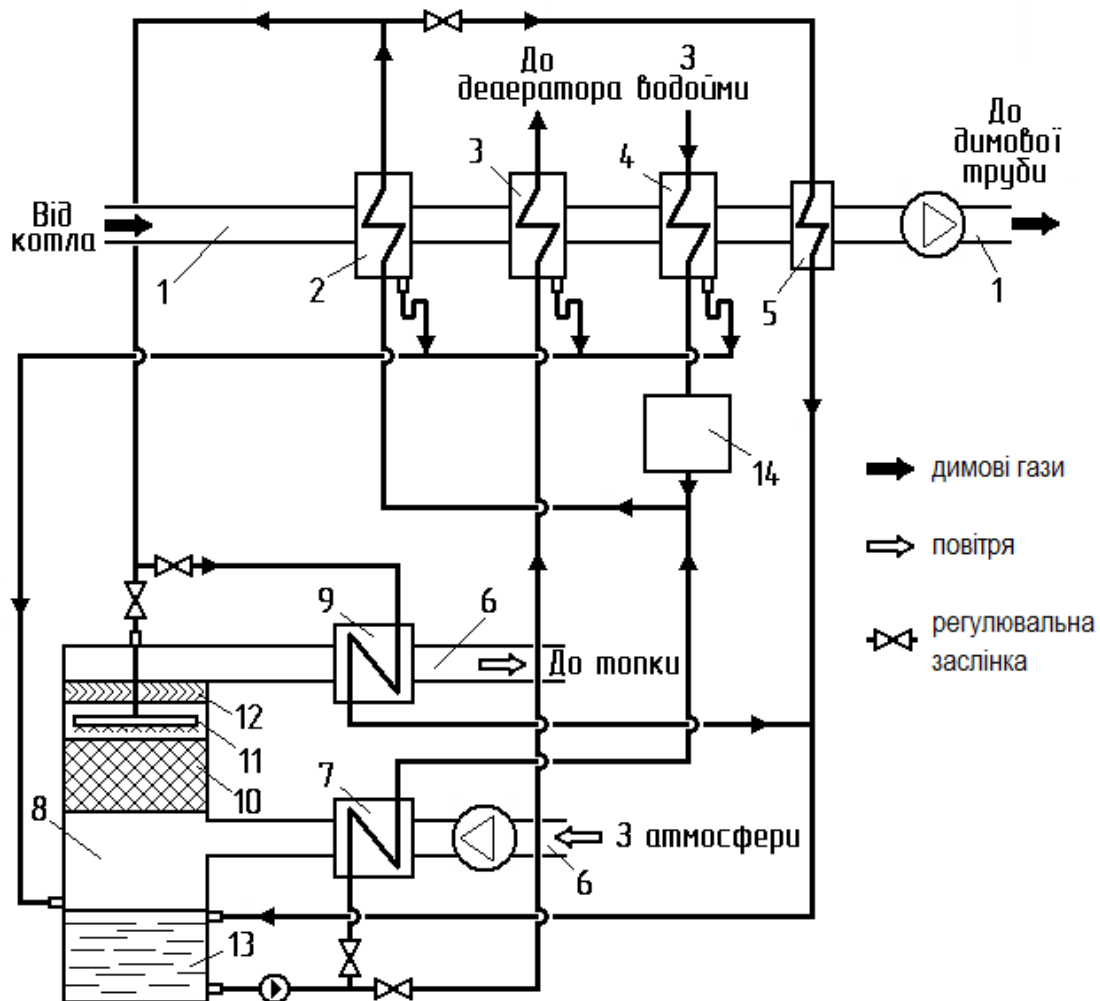 До
деаератора
З
водойми
До
димової
труби
Від
котла
1
2
3
4
5
1
14
димові гази
повітря
регулювальна
заслінка
9
6
До топки
12
11
10
7
8
З атмосфери
6
13